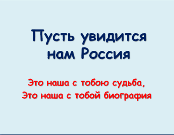 Пусть увидится
нам Россия
Это наша с тобою судьба,
Это наша с тобой биография